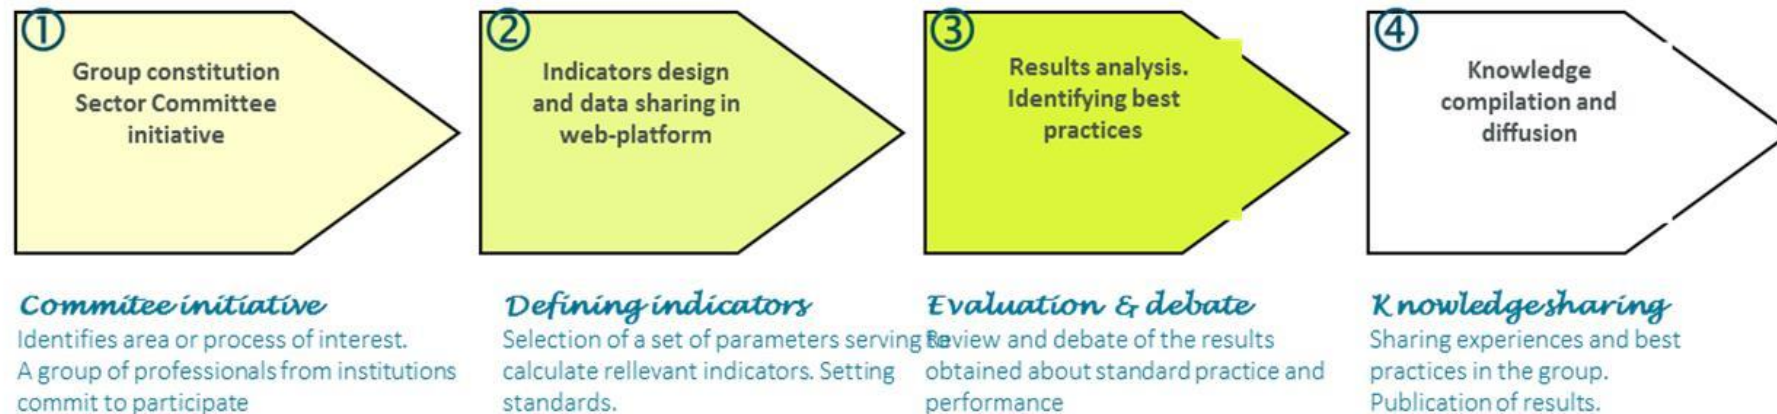 ①
Group constitution
Sector Committee
initiative
②
Indicators design
and data sharing in
web-platform
③
Results analysis.
Identifying best
practices
④
Knowledge
compilation and
diffusion
Commitee initiative
Identifies area or process of interest.
A group of professionals from institutions
commit to participate
Defining indicators
Selection of a set of parameters serving to
calculate rellevant indicators. Setting
standards.
Evaluation & debate
Review and debate of the results
obtained about standard practice and
performance
Knowledge sharing
Sharing experiences and best
practices in the group.
Publication of results.